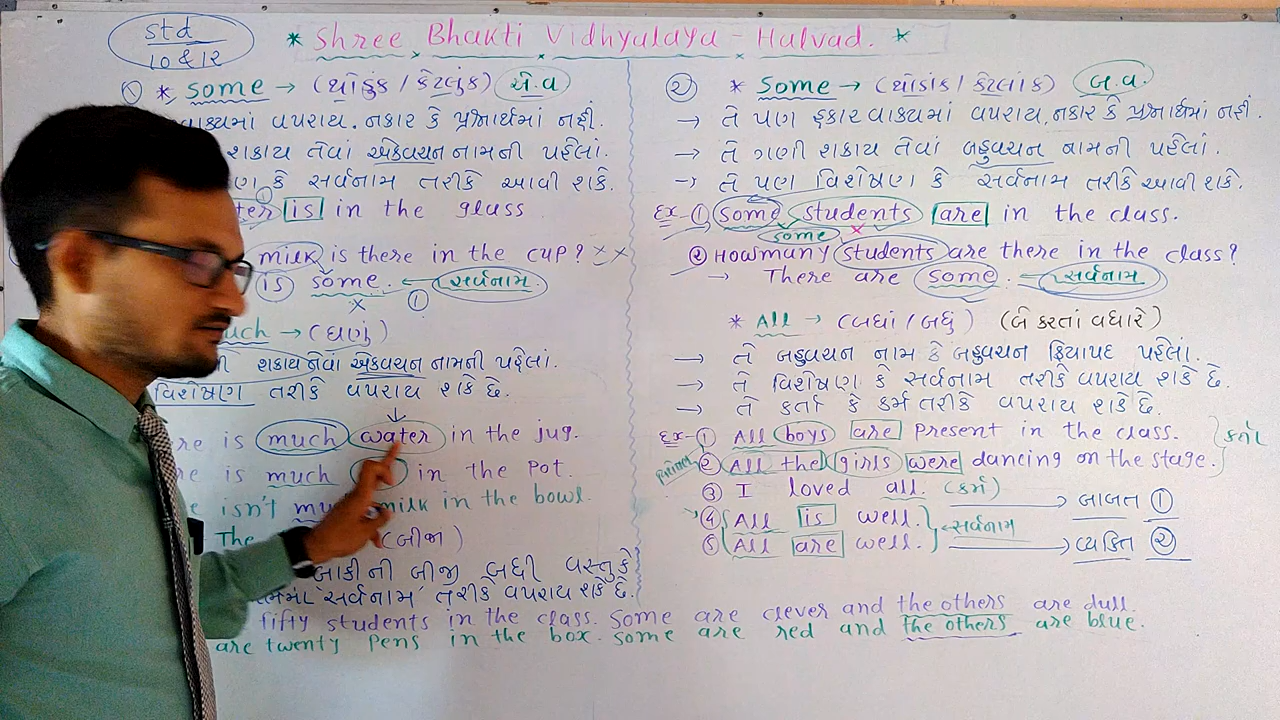 Std
10 & 12
* Shree Bhakti Vidhyalaya - Halvad. *
① * Some → (થોડુંક / કેટલુંક) એ.વ
વાક્યમાં વપરાય. નકાર કે પ્રશ્નાર્થમાં નહીં.
શકાય તેવાં એકવચન નામની પહેલાં.
કે સર્વનામ તરીકે આવી શકે.
ter is in the glass
milk is there in the cup? ××
is some. ← સર્વનામ. ①
uch → (ઘણું)
શકાય તેવાં એકવચન નામની પહેલાં.
વિશેષણ તરીકે વપરાય શકે છે.
re is much water in the jug.
re is much in the Pot.
e isn't mu milk in the bowl.
The (બીજા)
બાકીની બીજી બધી વસ્તુ કે
સર્વનામ તરીકે વપરાય શકે છે.
fifty students in the class. Some are clever and the others are dull.
are twenty pens in the box. some are red and the others are blue.
② * Some → (થોડાંક / કેટલાંક) બ.વ.
→ તે પણ હકાર વાક્યમાં વપરાય, નકાર કે પ્રશ્નાર્થમાં નહીં.
→ તે ગણી શકાય તેવાં બહુવચન નામની પહેલાં.
→ તે પણ વિશેષણ કે સર્વનામ તરીકે આવી શકે.
Ex-① Some students are in the class.
some ×
② Howmany students are there in the class?
→ There are some. ← સર્વનામ
* All → (બધાં / બધું) (બે કરતાં વધારે)
→ તે બહુવચન નામ કે બહુવચન ક્રિયાપદ પહેલાં.
→ તે વિશેષણ કે સર્વનામ તરીકે વપરાય શકે છે.
→ તે કર્તા કે કર્મ તરીકે વપરાય શકે છે.
Ex-① All boys are Present in the class. } કર્તા
② All the girls were dancing on the stage.
③ I loved all. (કર્મ)
④ All is well. } ← સર્વનામ → બાબત ①
⑤ All are well. → વ્યક્તિ ②